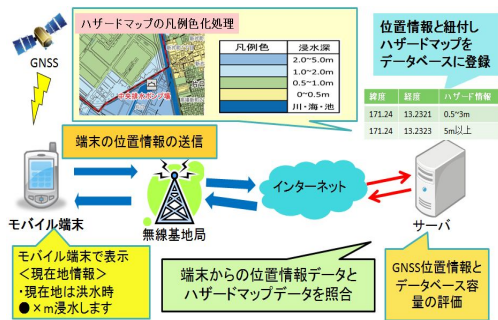 ハザードマップの凡例色化処理
GNSS
中央排水ポンプ場
凡例色 浸水深
2.0~5.0m
1.0~2.0m
0.5~1.0m
0~0.5m
川・海・池
位置情報と紐付し
ハザードマップを
データベースに登録
緯度 経度 ハザード情報
171.24 13.2321 0.5~3m
171.24 13.2323 5m以上
端末の位置情報の送信
インターネット
モバイル端末
無線基地局
サーバ
モバイル端末で表示
<現在地情報>
・現在地は洪水時
●×m浸水します
端末からの位置情報データと
ハザードマップデータを照合
GNSS位置情報と
データベース容
量の評価